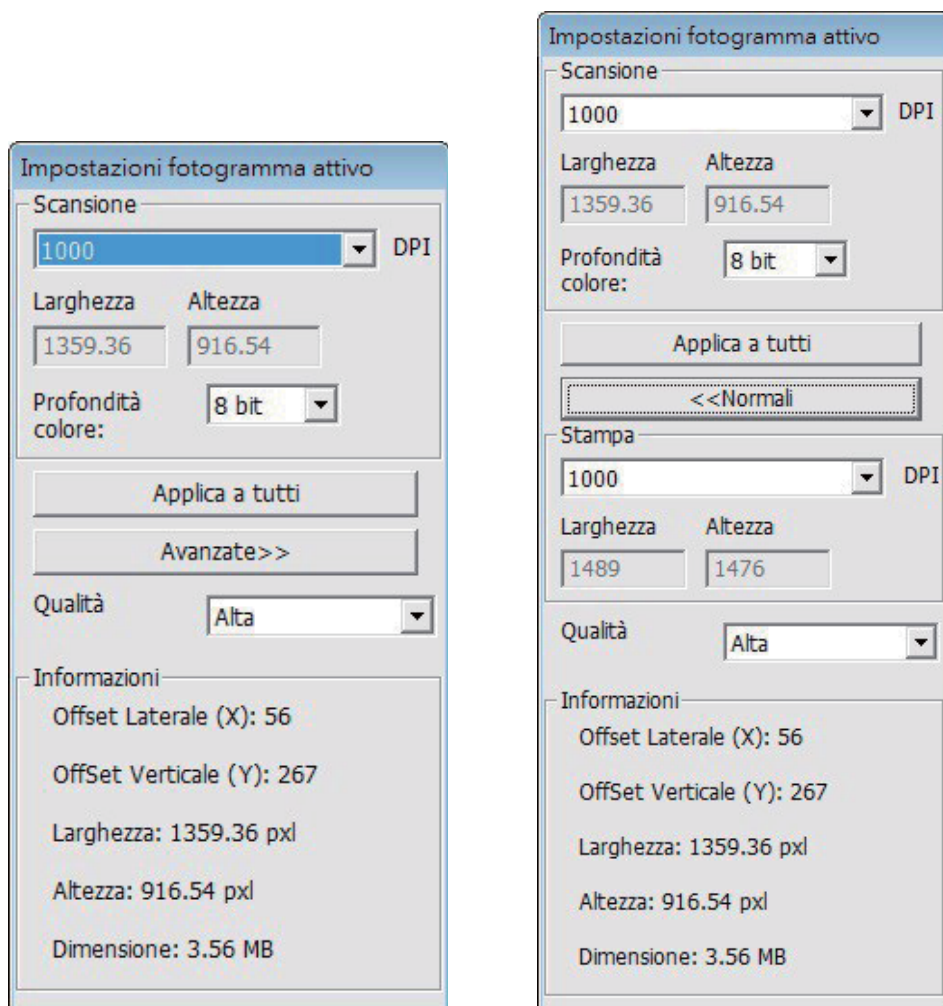 Impostazioni fotogramma attivo
Scansione
1000 DPI
Larghezza Altezza
1359.36 916.54
Profondità
colore:
8 bit
Applica a tutti
Avanzate>>
Qualità
Alta
Informazioni
Offset Laterale (X): 56
OffSet Verticale (Y): 267
Larghezza: 1359.36 pxl
Altezza: 916.54 pxl
Dimensione: 3.56 MB
Impostazioni fotogramma attivo
Scansione
1000 DPI
Larghezza Altezza
1359.36 916.54
Profondità
colore:
8 bit
Applica a tutti
<<Normali
Stampa
1000 DPI
Larghezza Altezza
1489 1476
Qualità
Alta
Informazioni
Offset Laterale (X): 56
OffSet Verticale (Y): 267
Larghezza: 1359.36 pxl
Altezza: 916.54 pxl
Dimensione: 3.56 MB